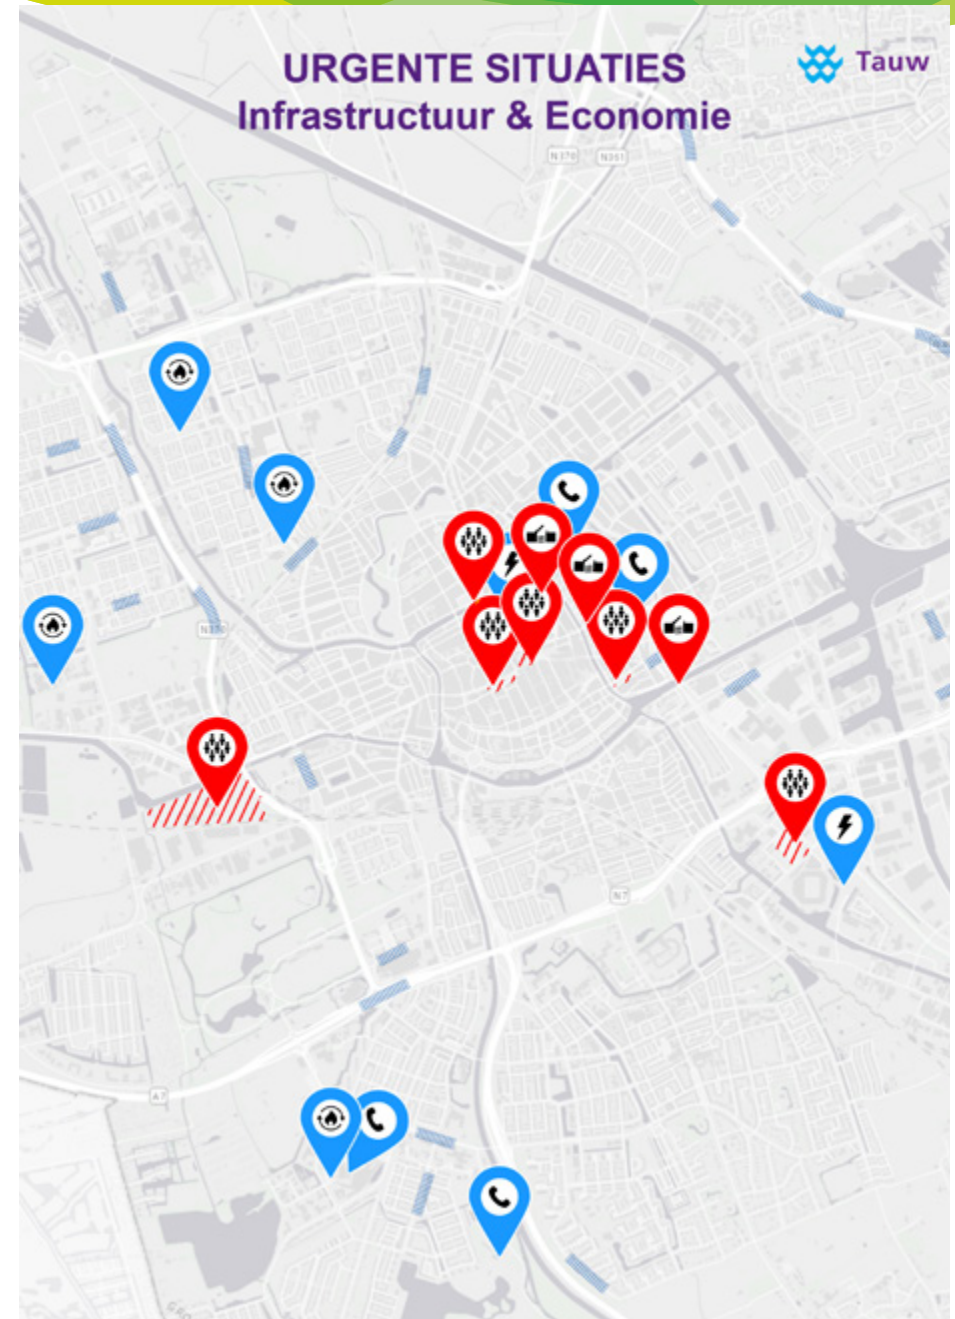 URGENTE SITUATIES
Infrastructuur & Economie
Tauw
N370
N361
N370
N7
A7